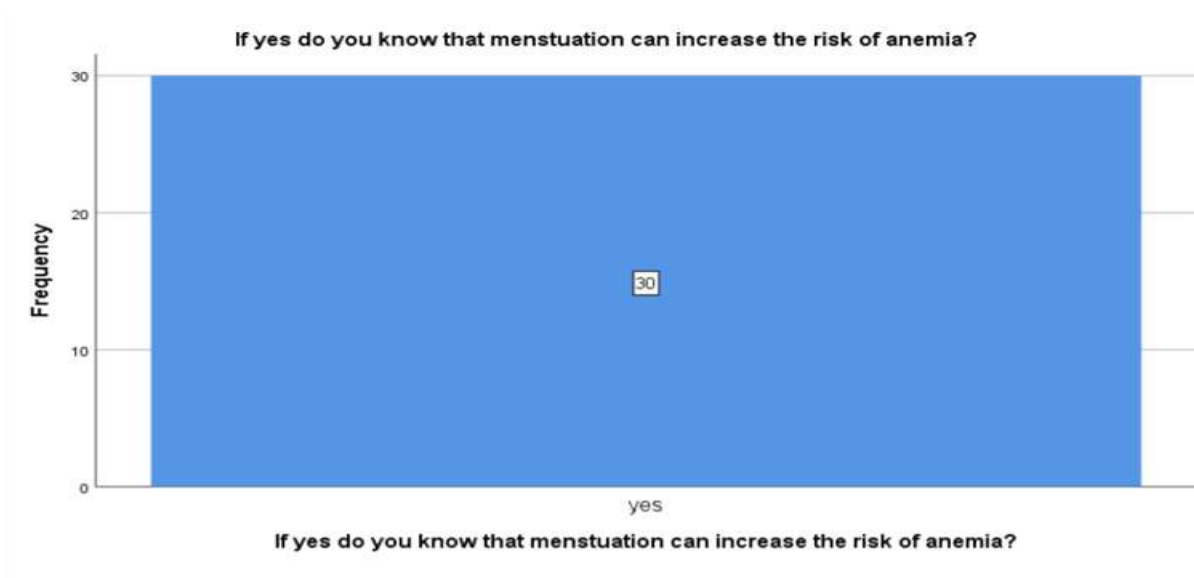 If yes do you know that menstuation can increase the risk of anemia?
30
20
10
0
Frequency
30
yes
If yes do you know that menstuation can increase the risk of anemia?